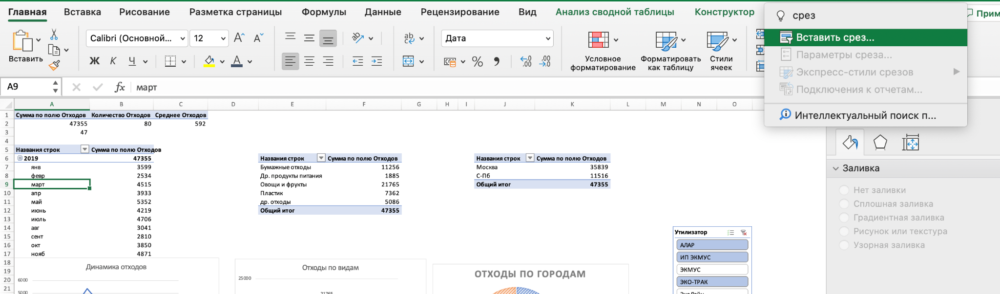 Главная Вставка Рисование Разметка страницы Формулы Данные Рецензирование Вид Анализ сводной таблицы Конструктор
срез
Прим
Вставить срез...
Параметры среза...
Экспресс-стили срезов
Подключения к отчетам...
Интеллектуальный поиск п...
Вставить
Calibri (Основной... 12
Ж К Ч
Дата
Условное форматирование
Форматировать как таблицу
Стили ячеек
A9 fx март
A B C D E F G H I J K L M N O
1 Сумма по полю Отходов Количество Отходов Среднее Отходов
2 47355 80 592
3 47
4
5 Названия строк Сумма по полю Отходов
6 2019 47355
7 янв 3599
8 февр 2534
9 март 4515
10 апр 3933
11 май 5352
12 июнь 4219
13 июль 4706
14 авг 3041
15 сент 2810
16 окт 3850
17 нояб 4871
18
19
20
21
Названия строк Сумма по полю Отходов
Бумажные отходы 11256
Др. продукты питания 1885
Овощи и фрукты 21765
Пластик 7362
др. отходы 5086
Общий итог 47355
Названия строк Сумма по полю Отходов
Москва 35839
С-Пб 11516
Общий итог 47355
Динамика отходов
6000
5000
Отходы по видам
25000
21765
ОТХОДЫ ПО ГОРОДАМ
Утилизатор
АЛАР
ИП ЭКМУС
ЭКМУС
ЭКО-ТРАК
ЭкоЛайн
Заливка
Нет заливки
Сплошная заливка
Градиентная заливка
Рисунок или текстура
Узорная заливка